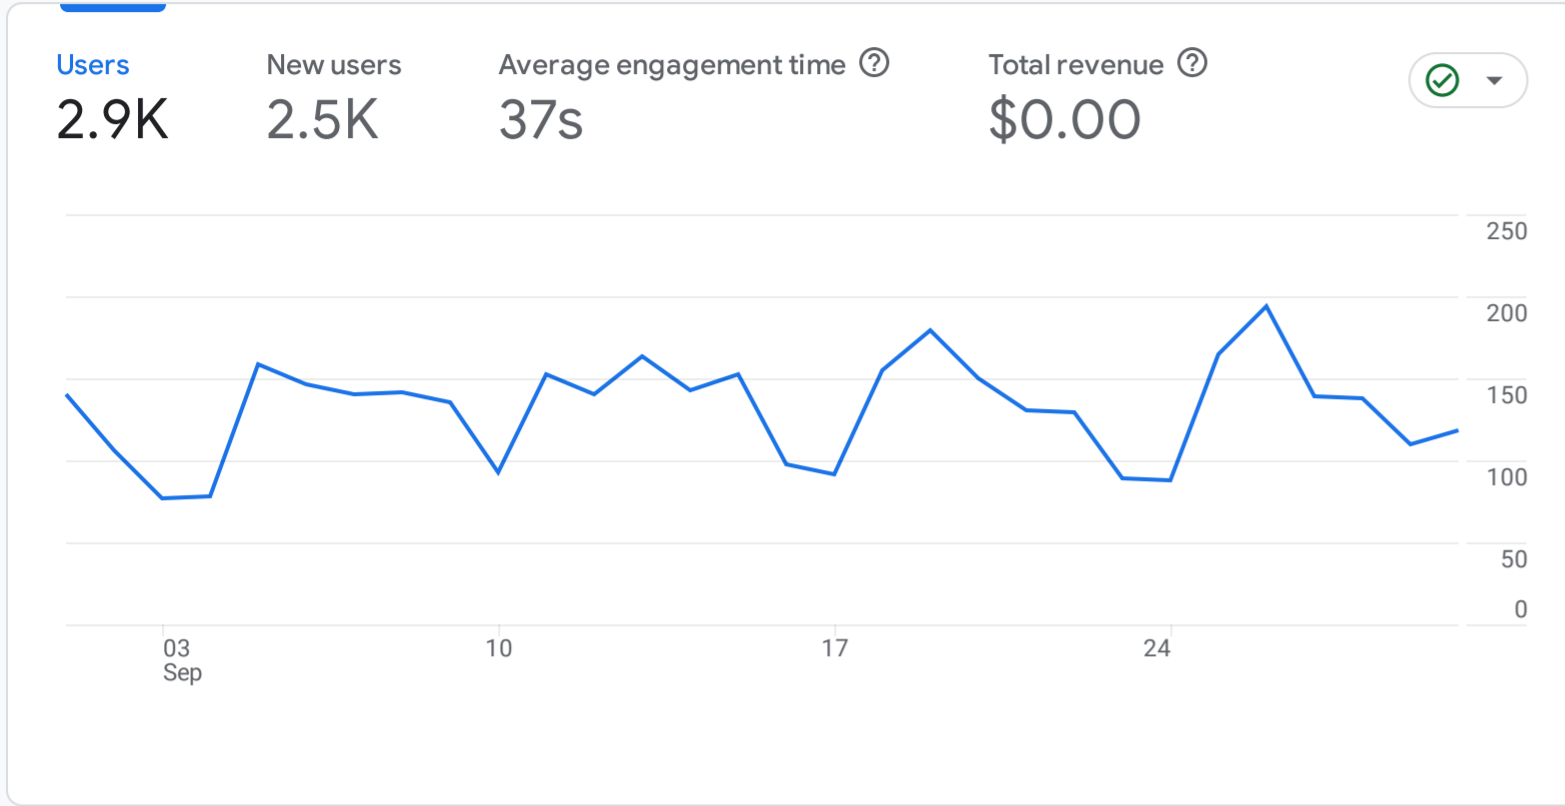 Users
2.9K
New users
2.5K
Average engagement time
37s
Total revenue
$0.00
250
200
150
100
50
0
03
Sep
10
17
24